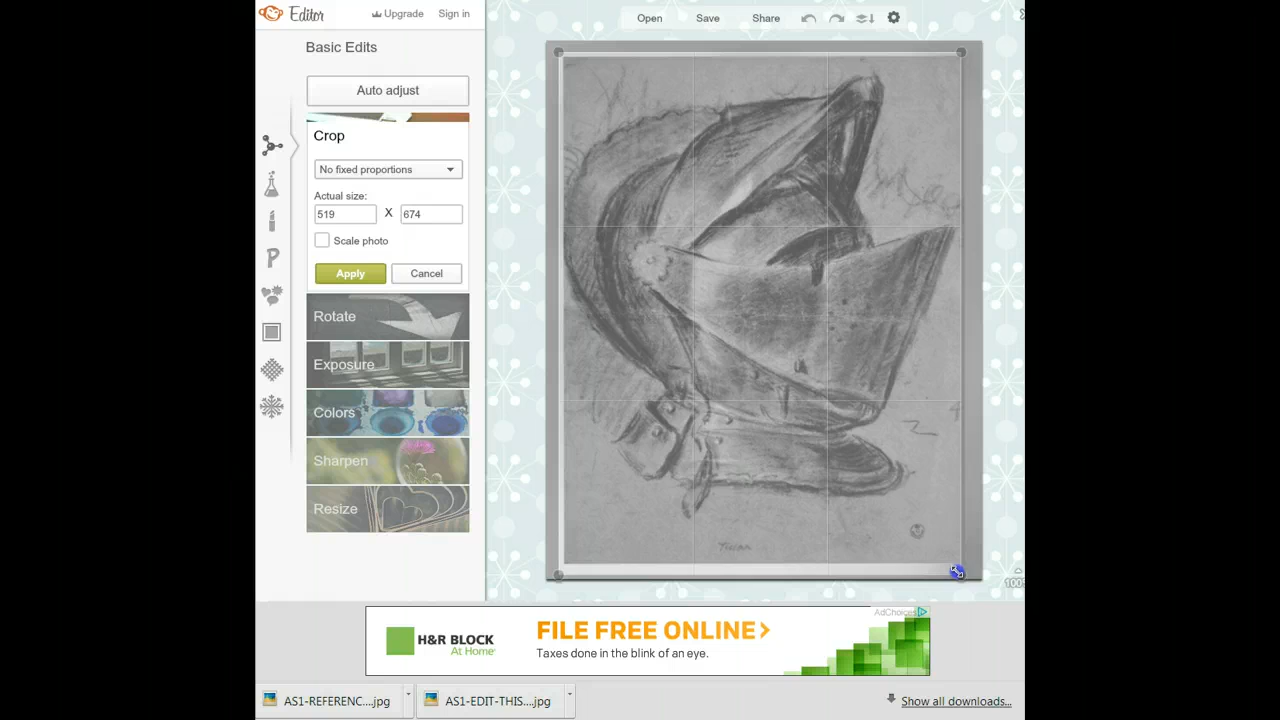 Editor
Upgrade
Sign in
Open
Save
Share
Basic Edits
Auto adjust
Crop
No fixed proportions
Actual size:
519 X 674
Scale photo
Apply
Cancel
Rotate
Exposure
Colors
Sharpen
Resize
100
AdChoices
H&R BLOCK
At Home
FILE FREE ONLINE >
Taxes done in the blink of an eye.
AS1-REFERENC....jpg
AS1-EDIT-THIS....jpg
Show all downloads...